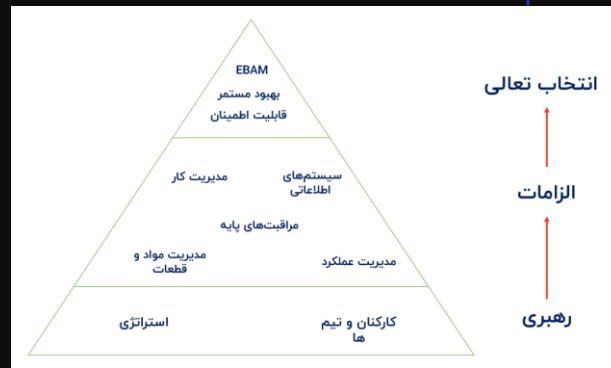 EBAM
بهبود مستمر
قابلیت اطمینان
انتخاب تعالی
سیستم‌های
اطلاعاتی
مدیریت کار
الزامات
مراقبت‌های پایه
مدیریت عملکرد
مدیریت مواد و
قطعات
رهبری
کارکنان و تیم
ها
استراتژی